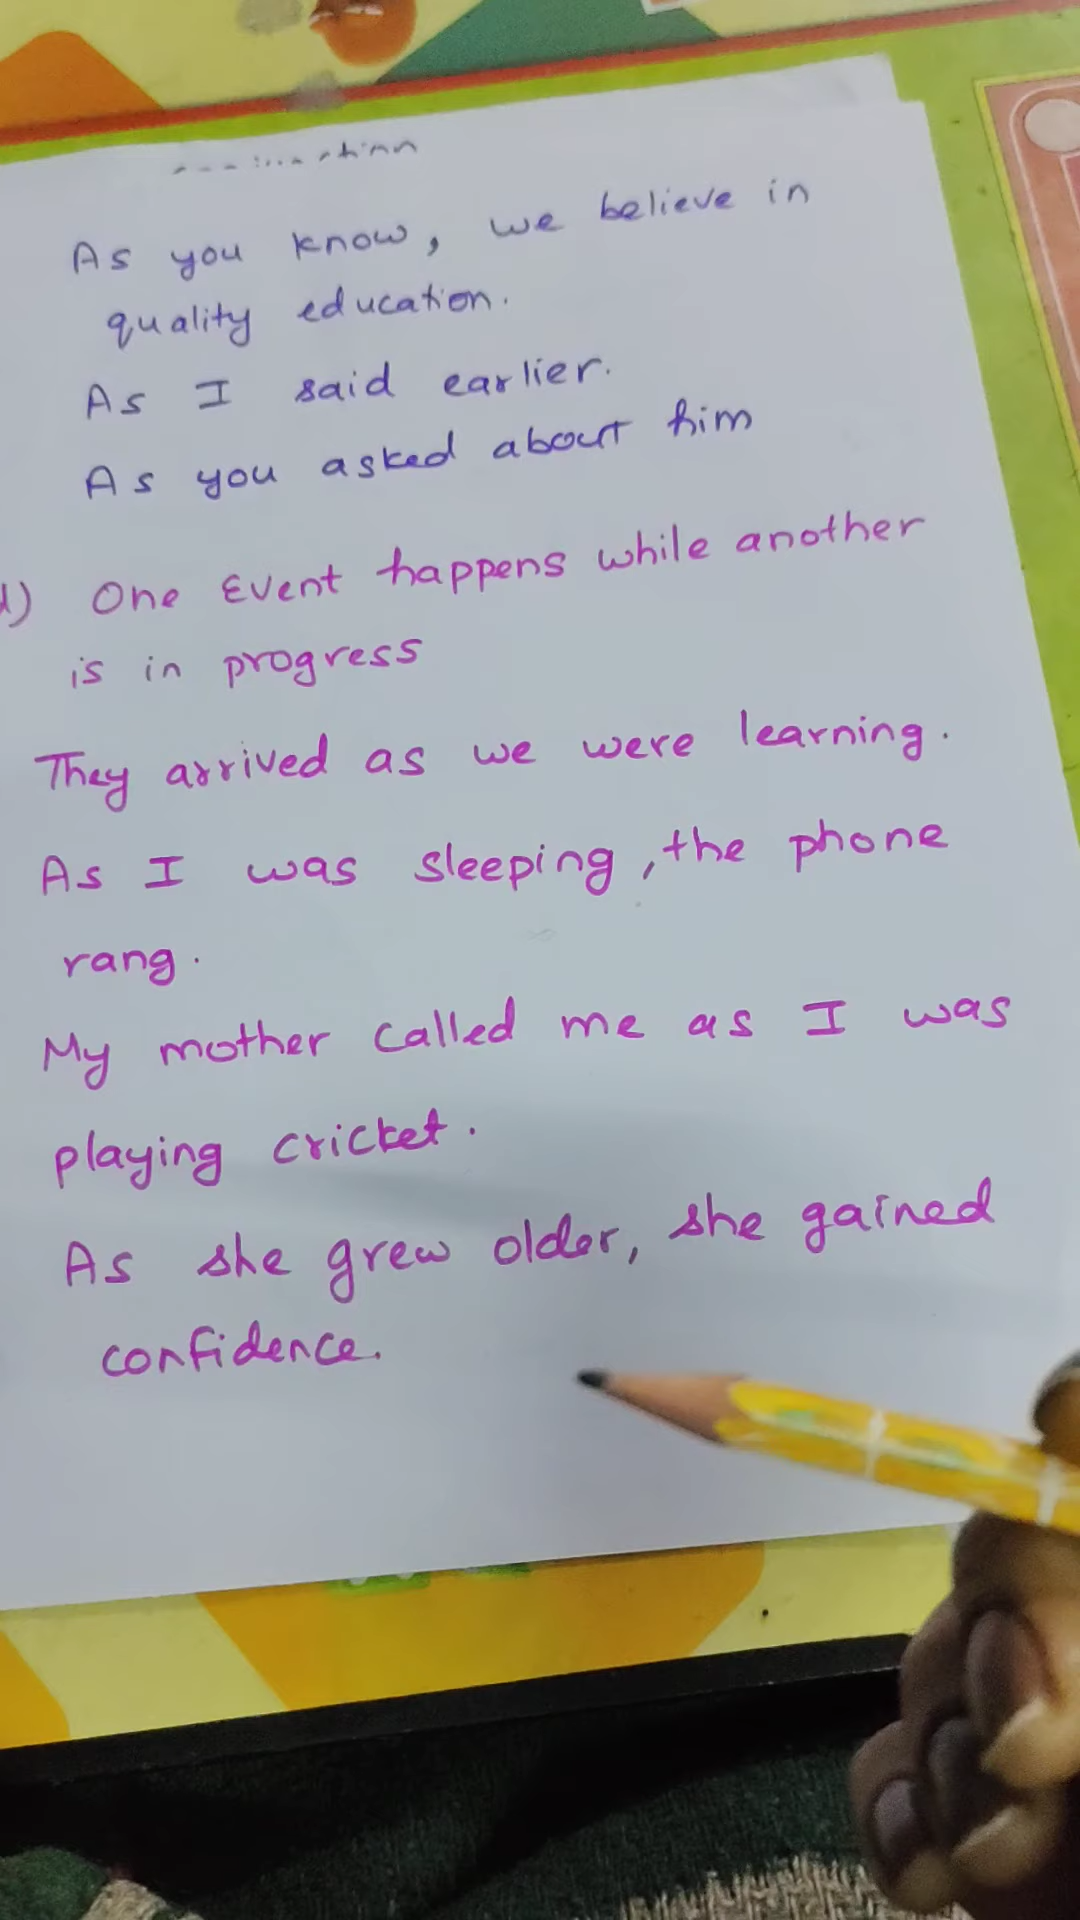 As you know, we believe in
quality education.
As I said earlier.
As you asked about him
d) One Event happens while another
is in progress
They arrived as we were learning.
As I was sleeping, the phone
rang.
My mother called me as I was
playing cricket.
As she grew older, she gained
confidence.